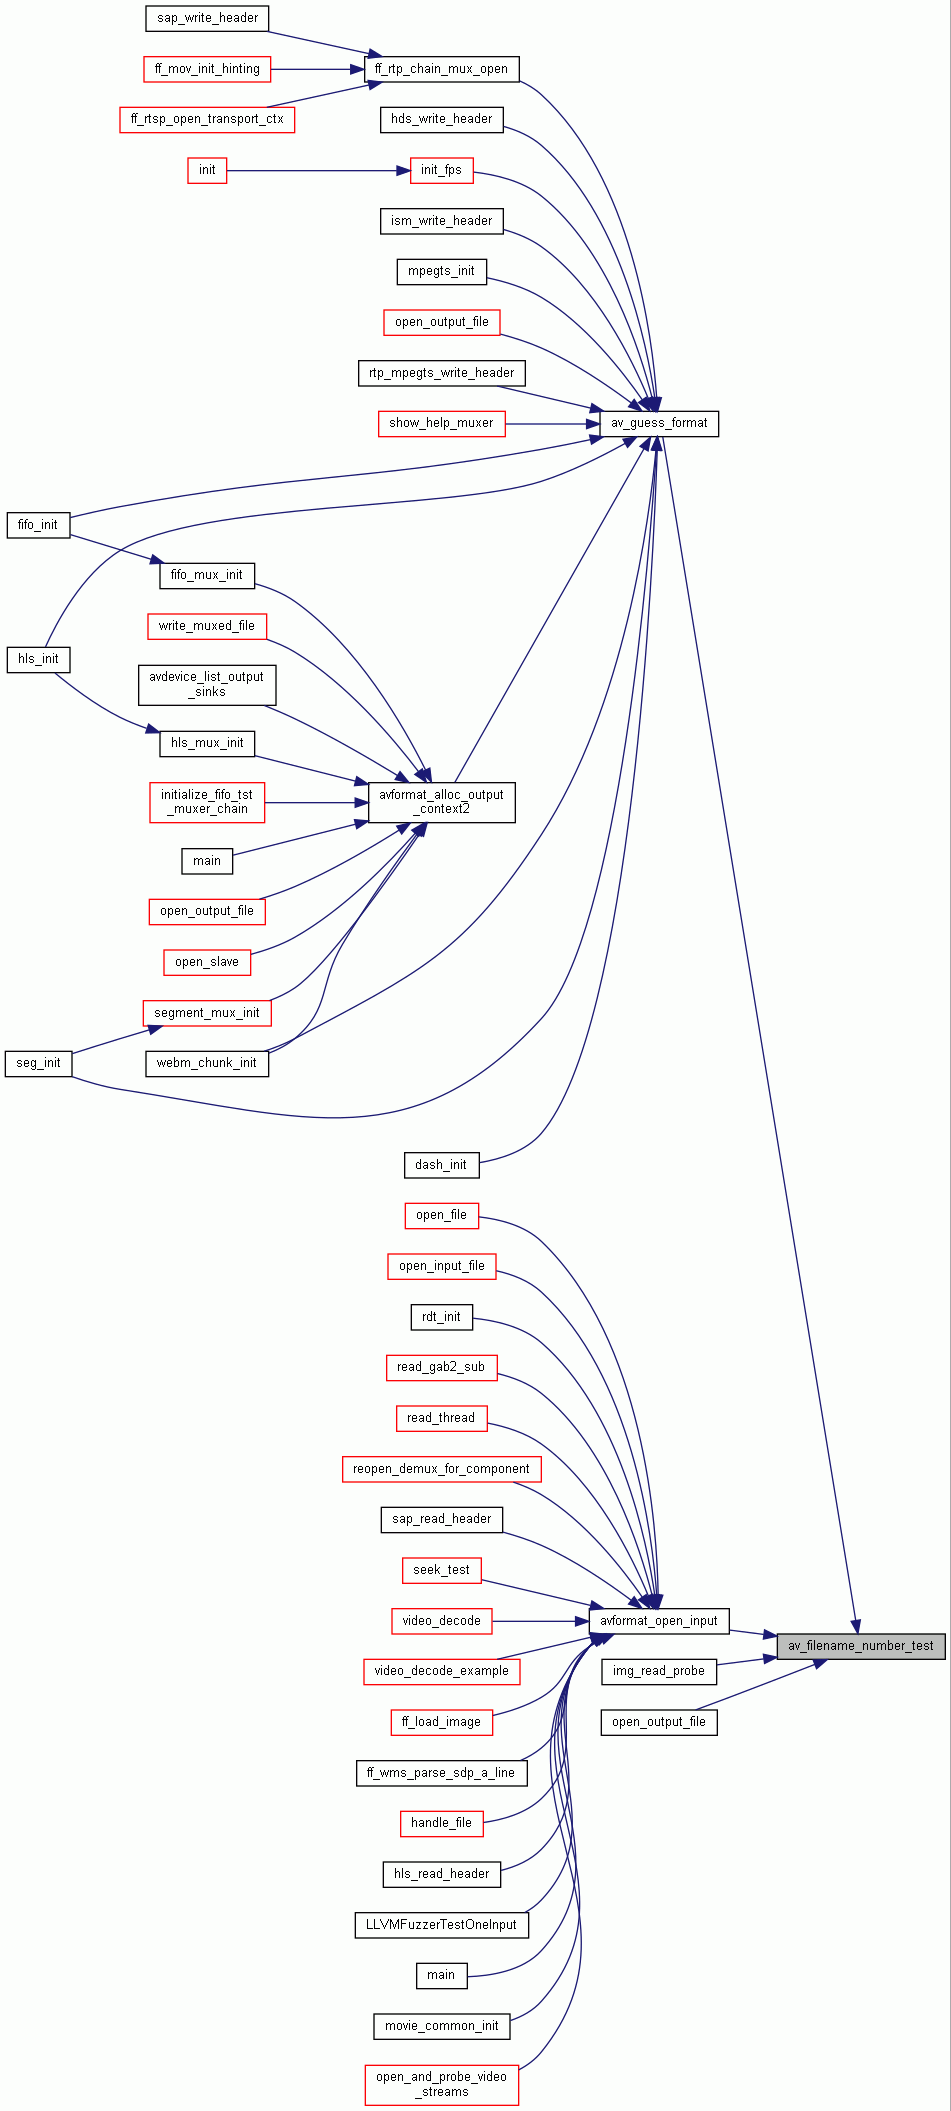 sap_write_header
ff_mov_init_hinting
ff_rtp_chain_mux_open
ff_rtsp_open_transport_ctx
hds_write_header
init
init_fps
ism_write_header
mpegts_init
open_output_file
rtp_mpegts_write_header
show_help_muxer
av_guess_format
fifo_init
fifo_mux_init
write_muxed_file
hls_init
avdevice_list_output
_sinks
hls_mux_init
initialize_fifo_tst
_muxer_chain
avformat_alloc_output
_context2
main
open_output_file
open_slave
segment_mux_init
seg_init
webm_chunk_init
dash_init
open_file
open_input_file
rdt_init
read_gab2_sub
read_thread
reopen_demux_for_component
sap_read_header
seek_test
video_decode
avformat_open_input
av_filename_number_test
video_decode_example
img_read_probe
ff_load_image
open_output_file
ff_wms_parse_sdp_a_line
handle_file
hls_read_header
LLVMFuzzerTestOneInput
main
movie_common_init
open_and_probe_video
_streams